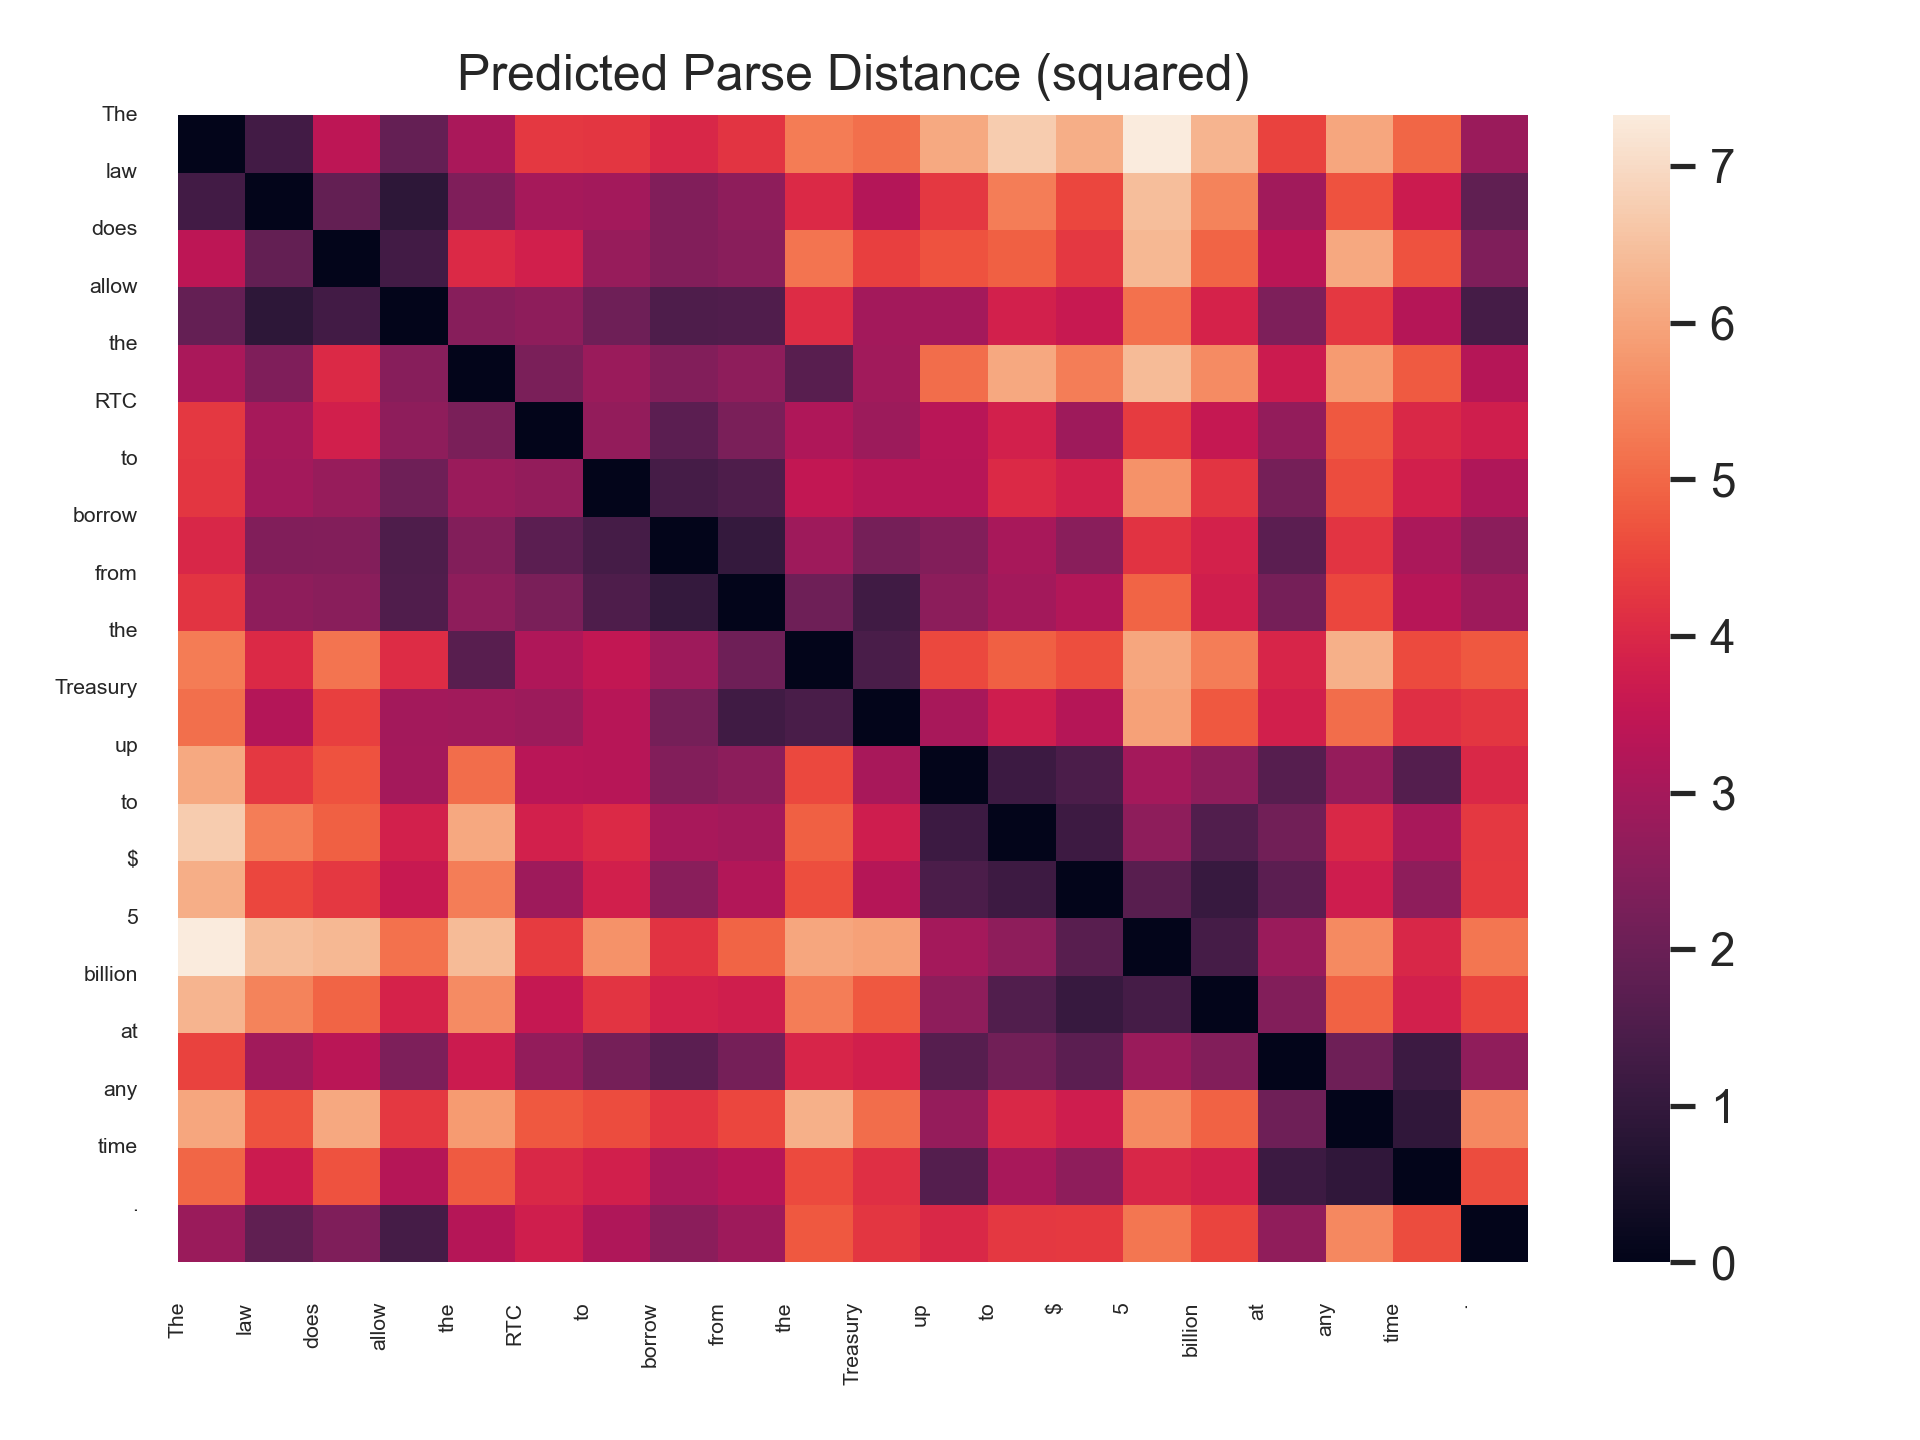 Predicted Parse Distance (squared)
The
law
does
allow
the
RTC
to
borrow
from
the
Treasury
up
to
$
5
billion
at
any
time
.
7
6
5
4
3
2
1
0
The
law
does
allow
the
RTC
to
borrow
from
the
Treasury
up
to
$
5
billion
at
any
time
.